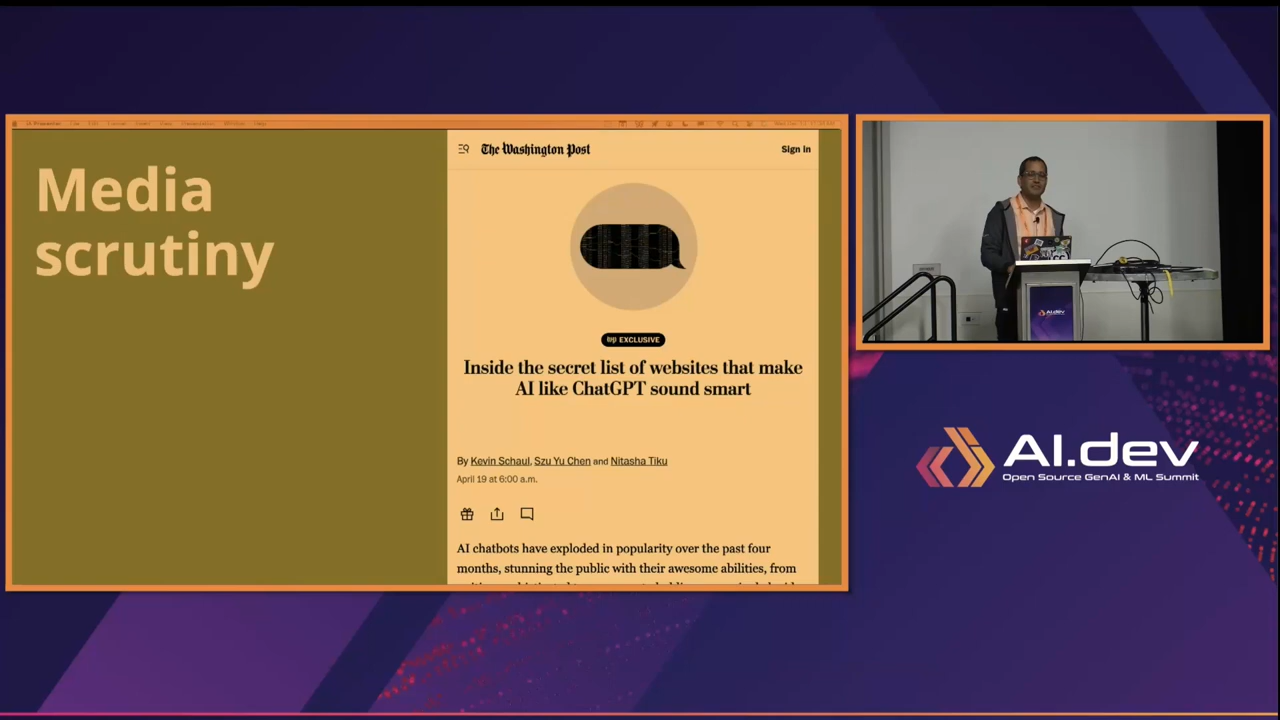 Media
scrutiny
The Washington Post
Sign in
wp EXCLUSIVE
Inside the secret list of websites that make
AI like ChatGPT sound smart
By Kevin Schaul, Szu Yu Chen and Nitasha Tiku
April 19 at 6:00 a.m.
AI chatbots have exploded in popularity over the past four
months, stunning the public with their awesome abilities, from
AI.dev
AI.dev
Open Source GenAI & ML Summit